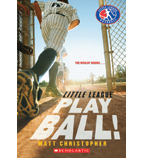 THE RIVALRY BEGINS...
LITTLE LEAGUE
PLAY
BALL!
MATT CHRISTOPHER
SCHOLASTIC